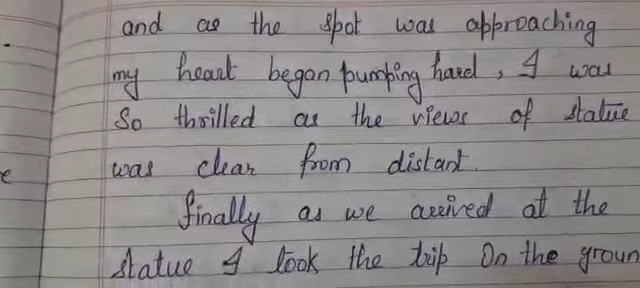 and as the spot was approaching
my heart began pumping hard, I was
so thrilled as the views of statue
was clear from distant.
finally as we arrived at the
statue I took the trip On the groun